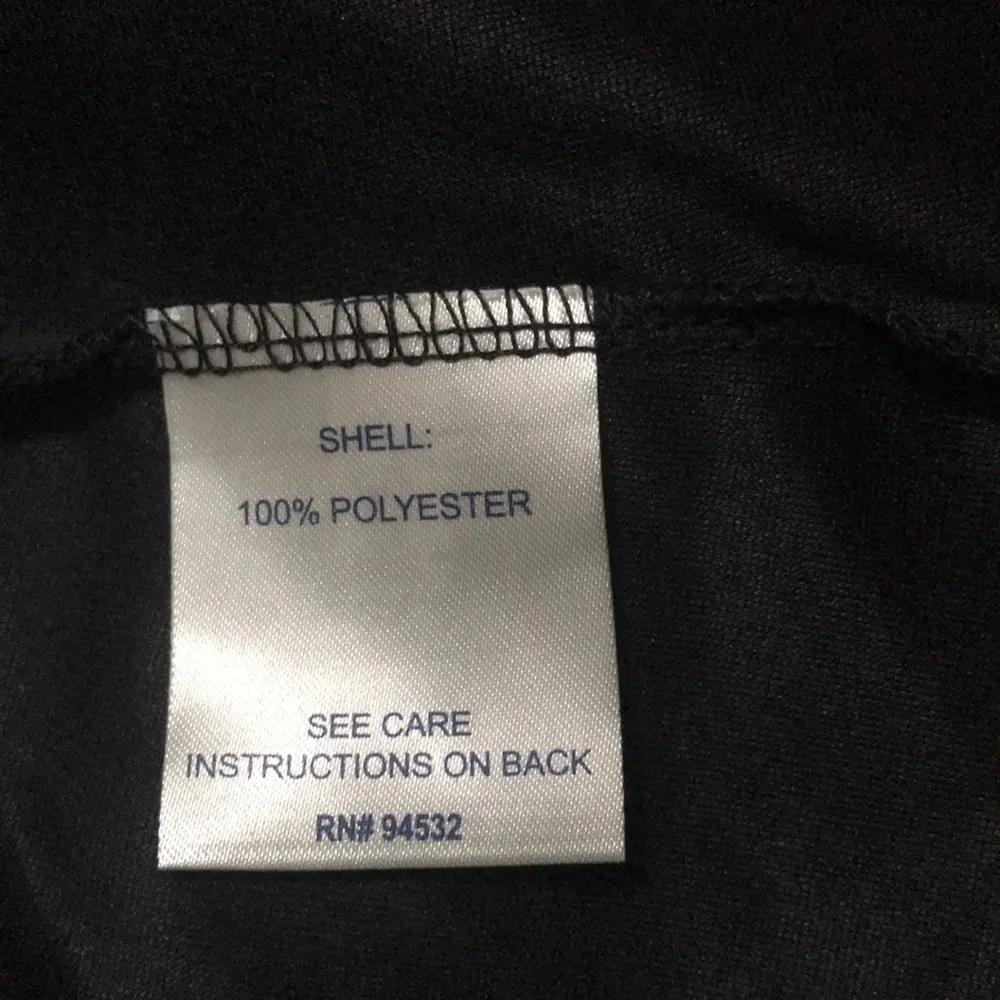 SHELL:
100% POLYESTER
SEE CARE
INSTRUCTIONS ON BACK
RN# 94532